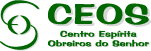 CEOS
Centro Espírita
Obreiros do Senhor